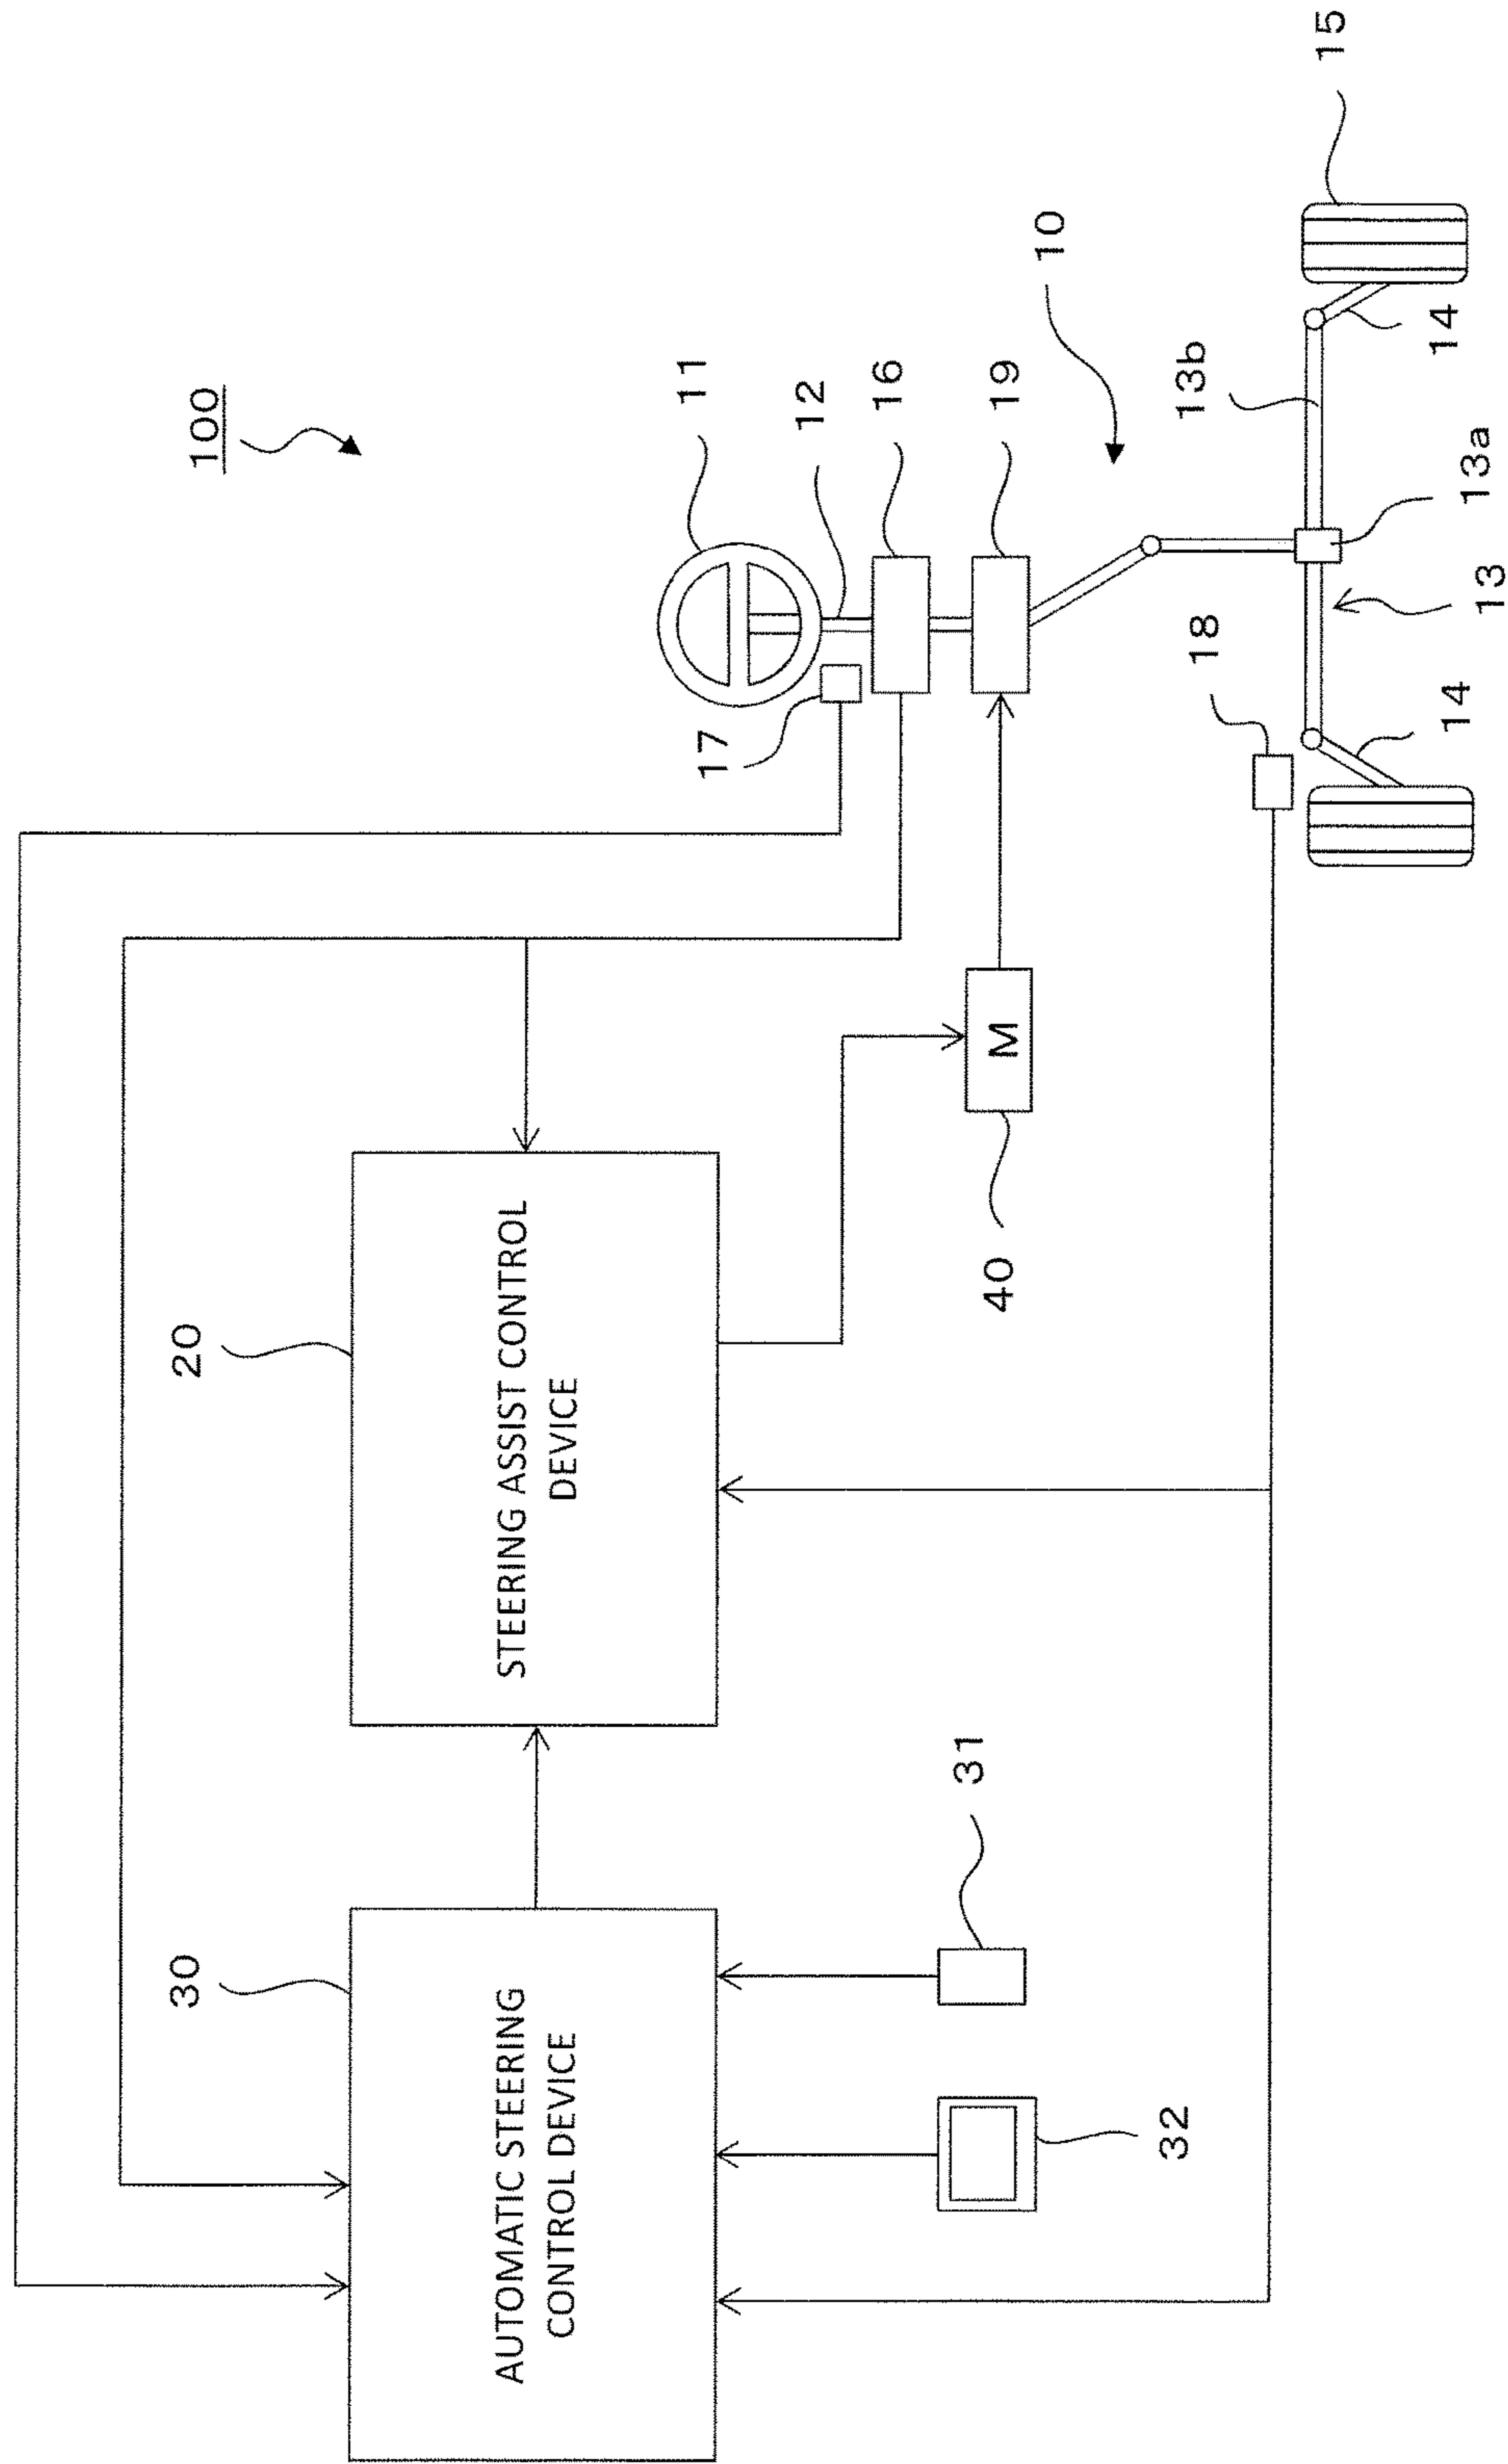 100
30
20
11
12
16
19
10
17
AUTOMATIC STEERING
CONTROL DEVICE
STEERING ASSIST CONTROL
DEVICE
M
40
31
32
18
13b
14
15
14
13
13a